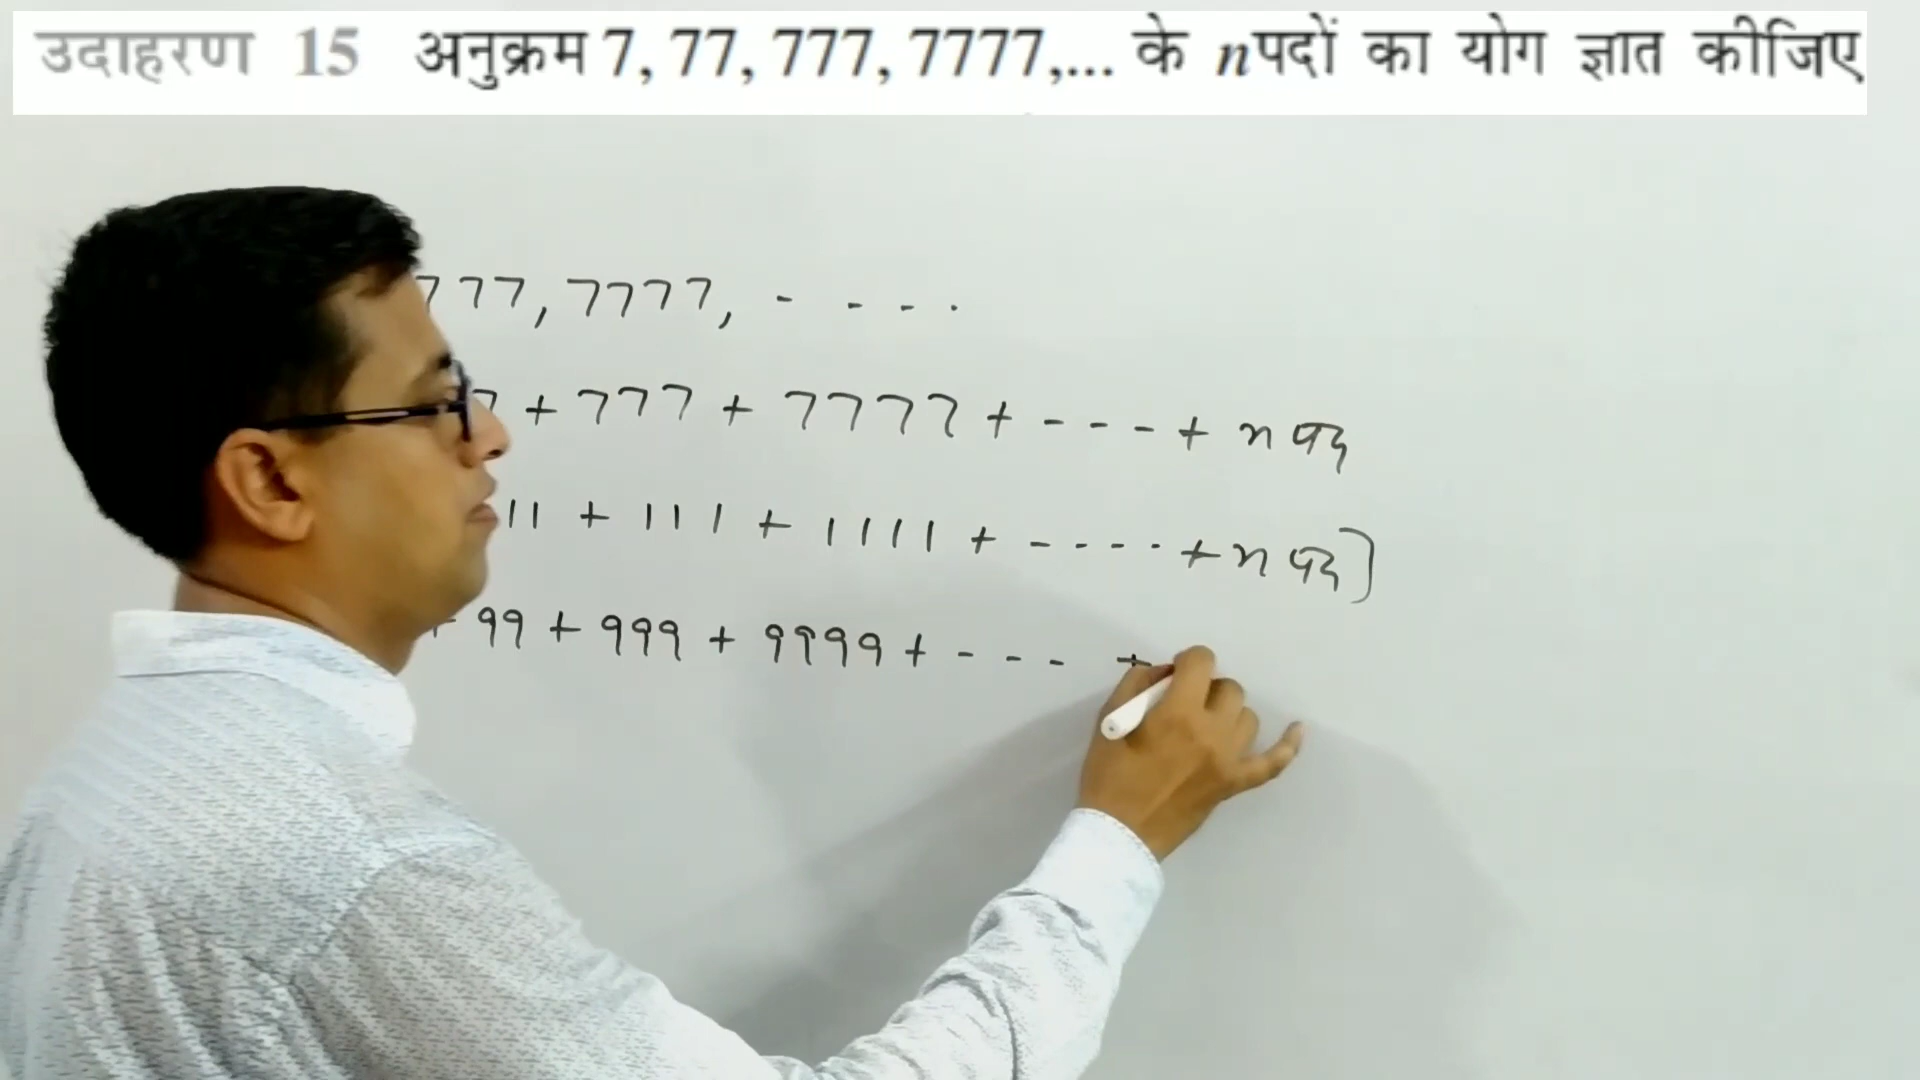 उदाहरण 15 अनुक्रम 7, 77, 777, 7777,... के n पदों का योग ज्ञात कीजिए
777, 7777, - - - .
7 + 777 + 7777 + - - - + n पद
11 + 111 + 1111 + - - - - + n पद]
+ 99 + 999 + 9999 + - - - +